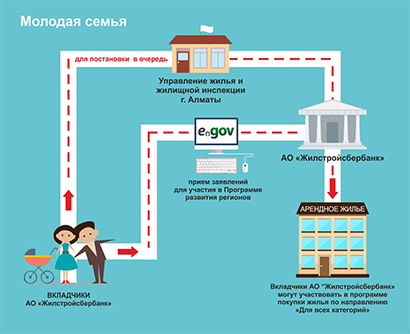 Молодая семья
для постановки в очередь
Управление жилья и
жилищной инспекции
г. Алматы
e.gov
АО «Жилстройсбербанк»
прием заявлений
для участия в Программе
развития регионов
АРЕНДНОЕ ЖИЛЬЕ
ВКЛАДЧИКИ
АО «Жилстройсбербанк»
Вкладчики АО "Жилстройсбербанк"
могут участвовать в программе
покупки жилья по направлению
«Для всех категорий»